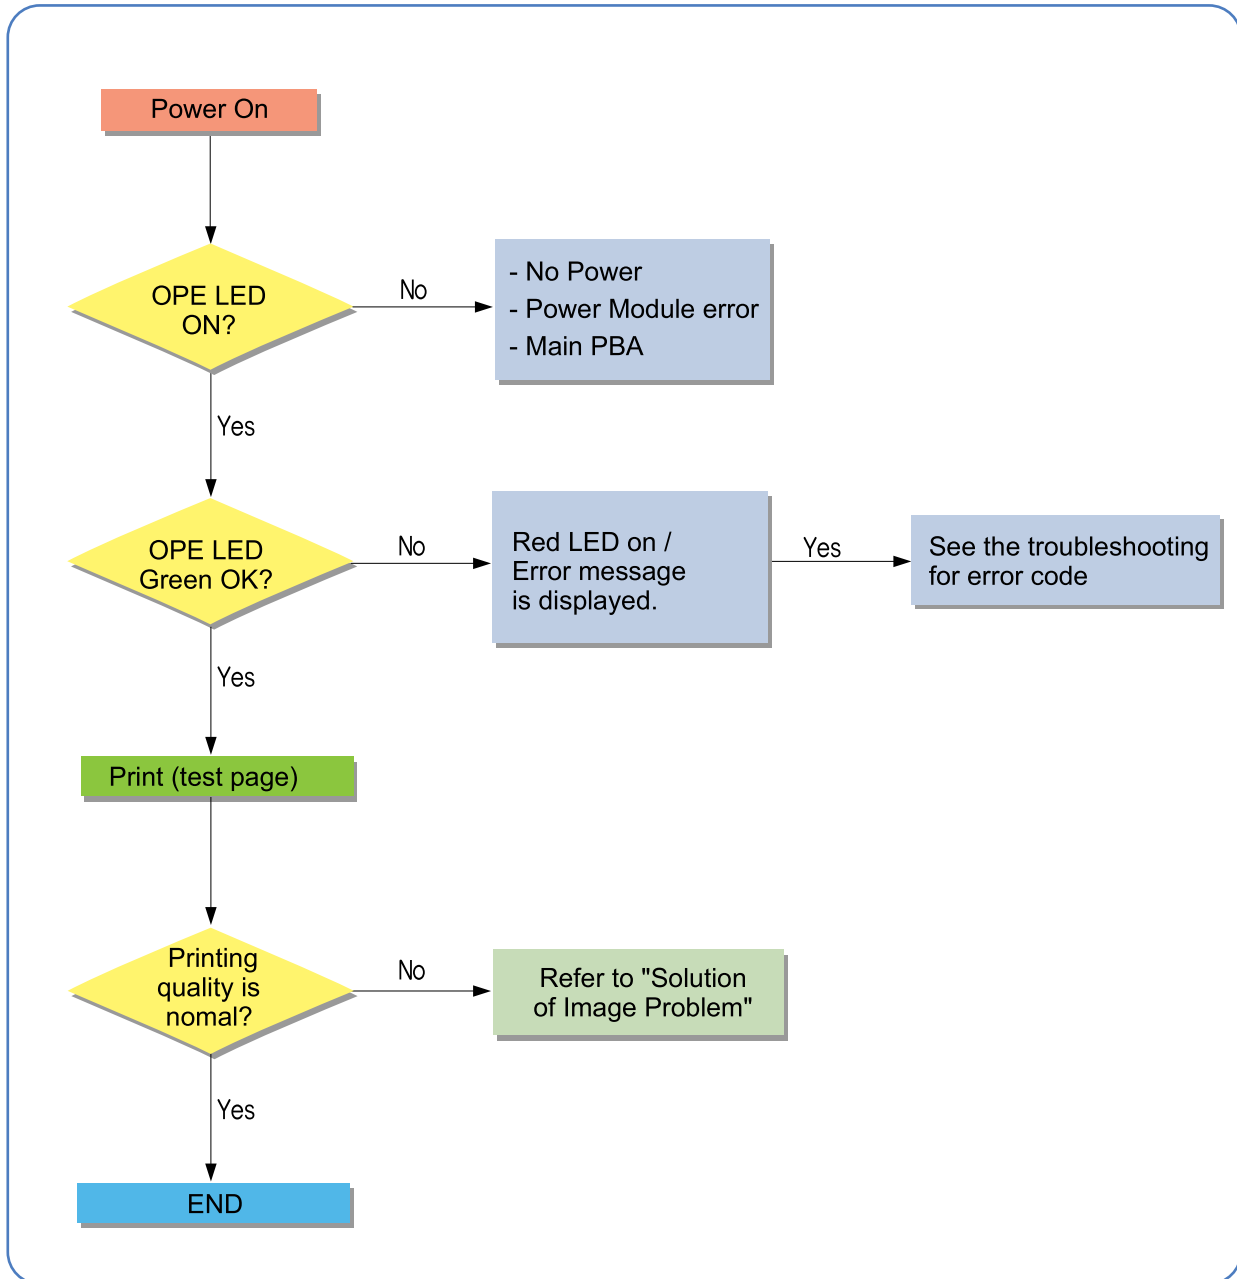 Power On
OPE LED
ON?
No
- No Power
- Power Module error
- Main PBA
Yes
OPE LED
Green OK?
No
Red LED on /
Error message
is displayed.
Yes
See the troubleshooting
for error code
Yes
Print (test page)
Printing
quality is
normal?
No
Refer to "Solution
of Image Problem"
Yes
END